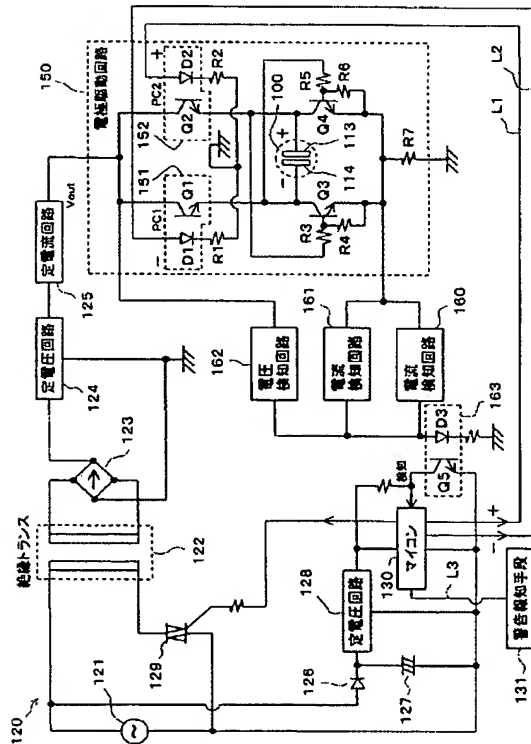 150
電極駆動回路
L2
L1
PC1
PC2
152
151
D1
D2
−
+
R1
R2
Q1
Q2
100
R5
R6
Q4
−
+
113
114
Q3
R3
R4
R7
Vout
定電流回路
125
定電圧回路
124
123
絶縁トランス
122
162
電圧検知回路
161
電流検知回路
160
電流検知回路
163
D3
Q5
検知
マイコン
130
+
−
L3
警告報知手段
131
定電圧回路
128
129
126
127
120
121